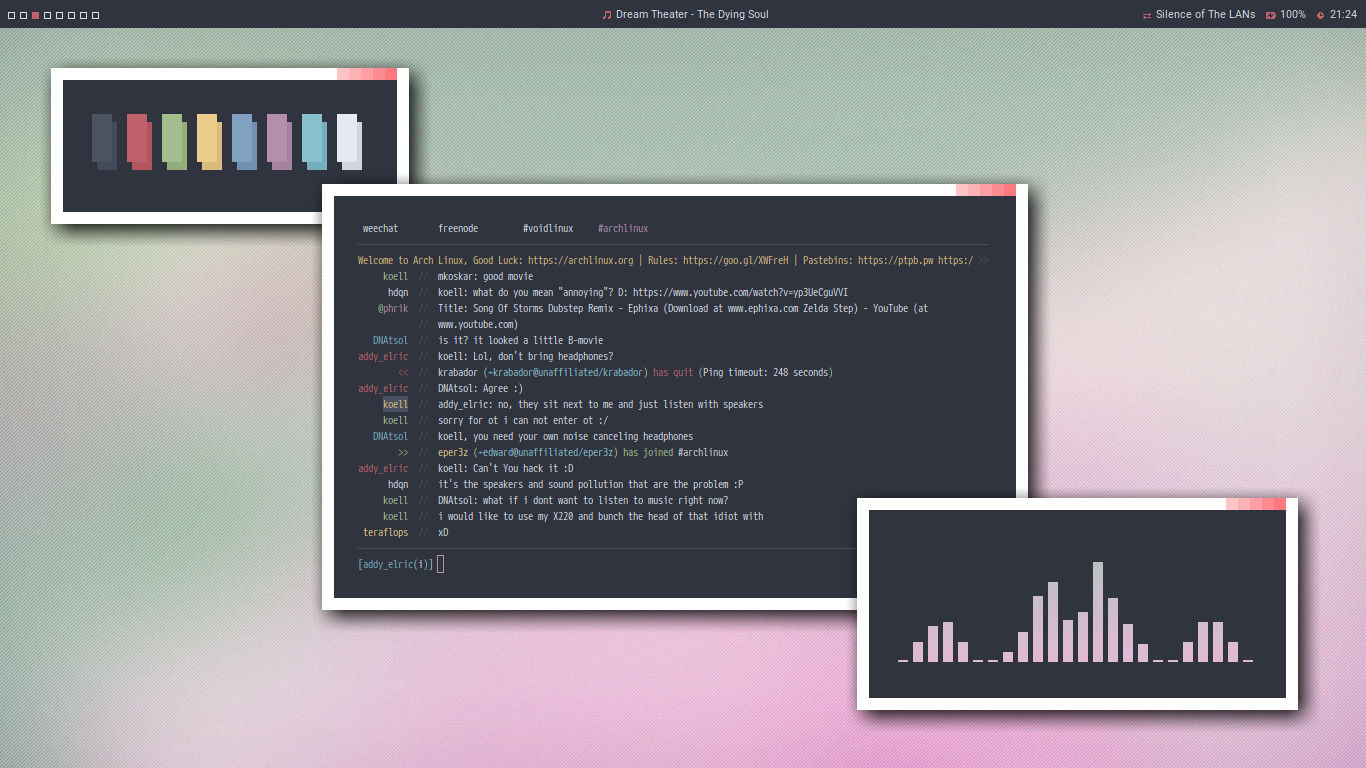 Dream Theater - The Dying Soul
Silence of The LANs 100% 21:24
weechat freenode #voidlinux #archlinux
Welcome to Arch Linux, Good Luck: https://archlinux.org | Rules: https://goo.gl/XWFreH | Pastebins: https://ptpb.pw https:/ >>
koell // mkoskar: good movie
hdqn // koell: what do you mean "annoying"? D: https://www.youtube.com/watch?v=yp3UeCguVVI
@phrik // Title: Song Of Storms Dubstep Remix - Ephixa (Download at www.ephixa.com Zelda Step) - YouTube (at
// www.youtube.com)
DNAtsol // is it? it looked a little B-movie
addy_elric // koell: Lol, don't bring headphones?
<< // krabador (~krabador@unaffiliated/krabador) has quit (Ping timeout: 248 seconds)
addy_elric // DNAtsol: Agree :)
koell // addy_elric: no, they sit next to me and just listen with speakers
koell // sorry for ot i can not enter ot :/
DNAtsol // koell, you need your own noise canceling headphones
>> // eper3z (~edward@unaffiliated/eper3z) has joined #archlinux
addy_elric // koell: Can't You hack it :D
hdqn // it's the speakers and sound pollution that are the problem :P
koell // DNAtsol: what if i dont want to listen to music right now?
koell // i would like to use my X220 and bunch the head of that idiot with
teraflops // xD
[addy_elric(i)]